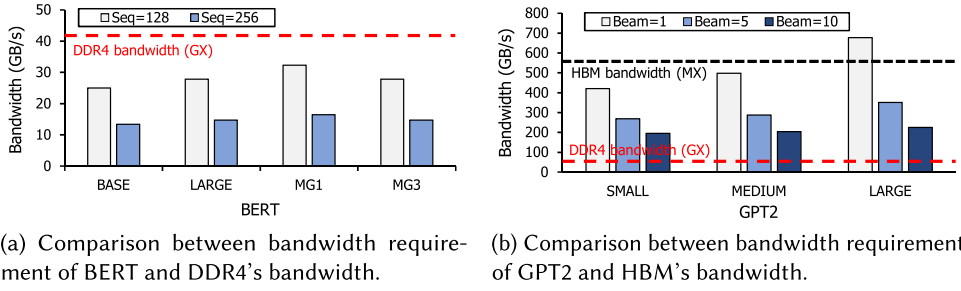 Seq=128 Seq=256
50
40
30
20
10
0
Bandwidth (GB/s)
DDR4 bandwidth (GX)
BASE LARGE MG1 MG3
BERT
(a) Comparison between bandwidth require-
ment of BERT and DDR4's bandwidth.
Beam=1 Beam=5 Beam=10
800
700
600
500
400
300
200
100
0
Bandwidth (GB/s)
HBM bandwidth (MX)
DDR4 bandwidth (GX)
SMALL MEDIUM LARGE
GPT2
(b) Comparison between bandwidth requirement
of GPT2 and HBM's bandwidth.